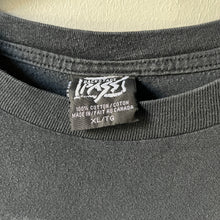 100% COTTON/COTON
MADE IN/FAIT AU CANADA
XL/TG